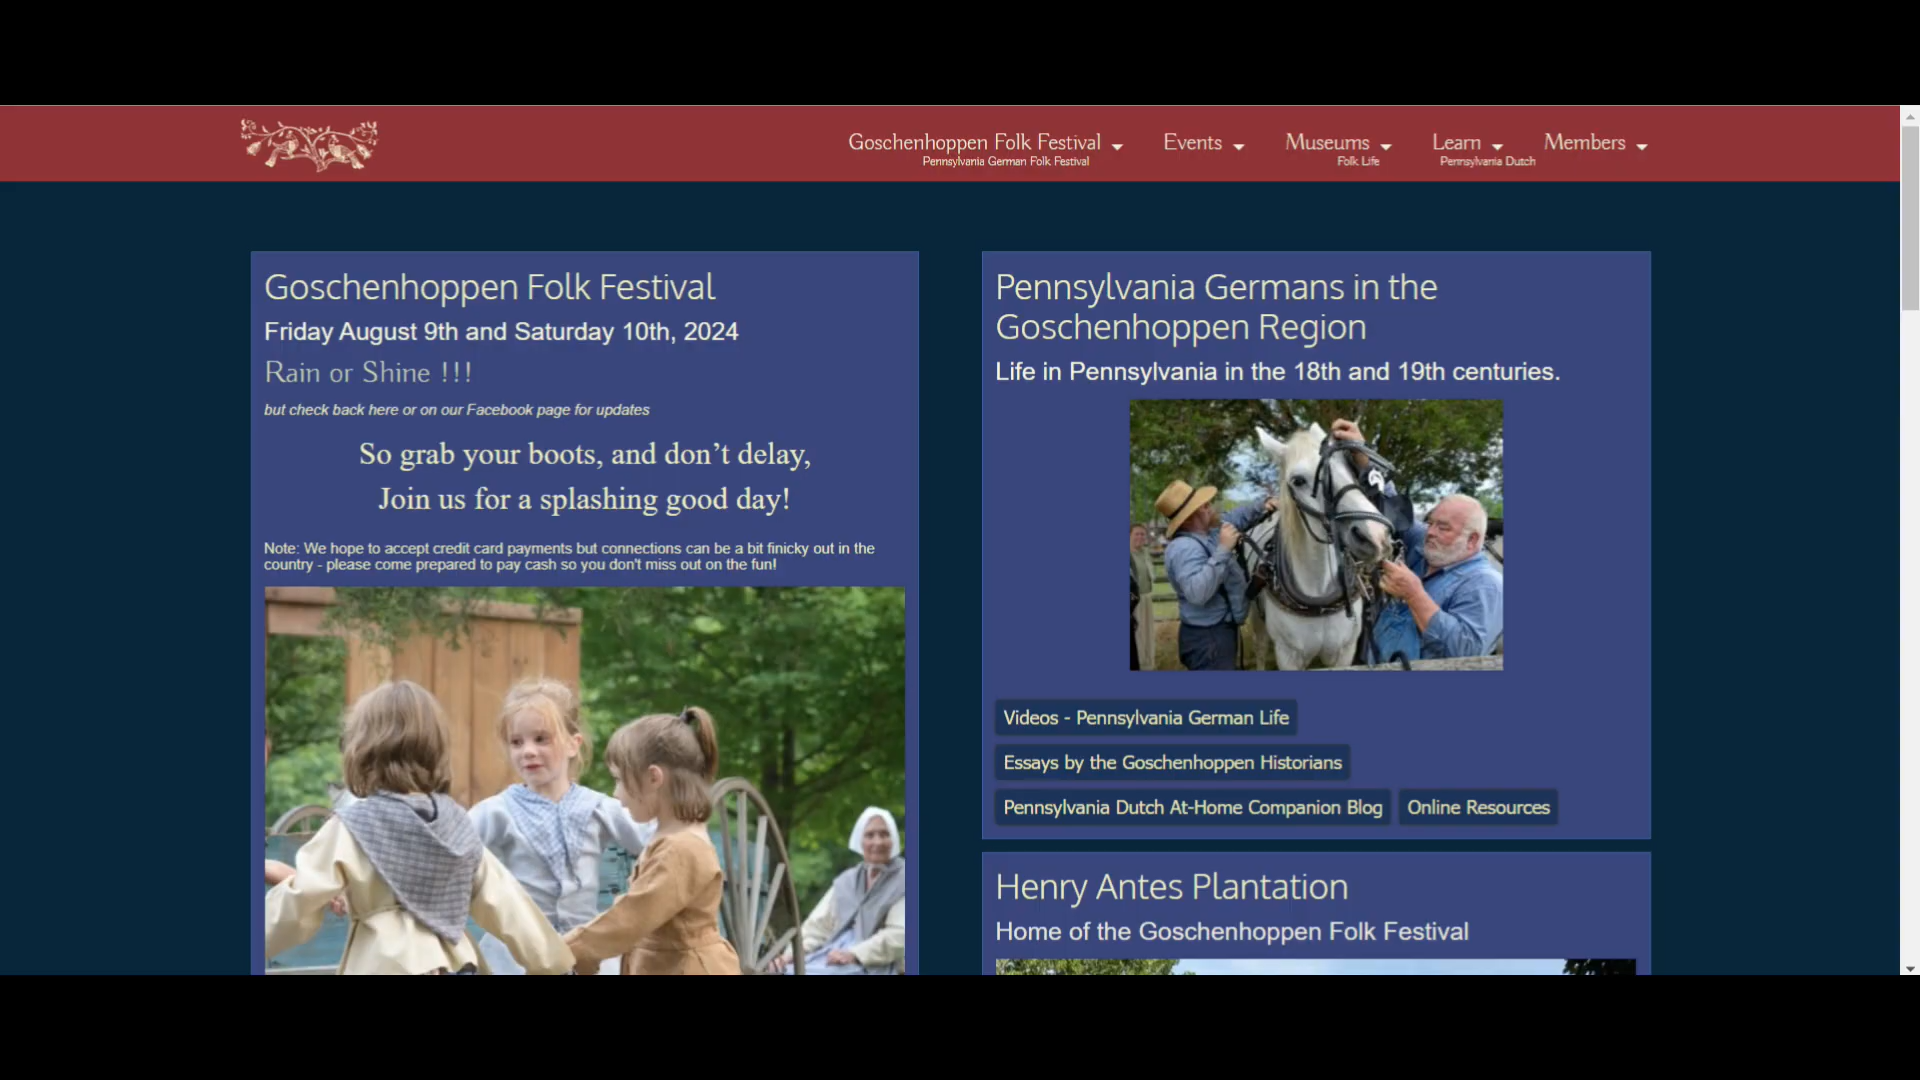 Goschenhoppen Folk Festival
Pennsylvania German Folk Festival
Events
Museums
Folk Life
Learn
Pennsylvania Dutch
Members
Goschenhoppen Folk Festival
Friday August 9th and Saturday 10th, 2024
Rain or Shine !!!
but check back here or on our Facebook page for updates
So grab your boots, and don’t delay,
Join us for a splashing good day!
Note: We hope to accept credit card payments but connections can be a bit finicky out in the
country - please come prepared to pay cash so you don't miss out on the fun!
Pennsylvania Germans in the
Goschenhoppen Region
Life in Pennsylvania in the 18th and 19th centuries.
Videos - Pennsylvania German Life
Essays by the Goschenhoppen Historians
Pennsylvania Dutch At-Home Companion Blog
Online Resources
Henry Antes Plantation
Home of the Goschenhoppen Folk Festival